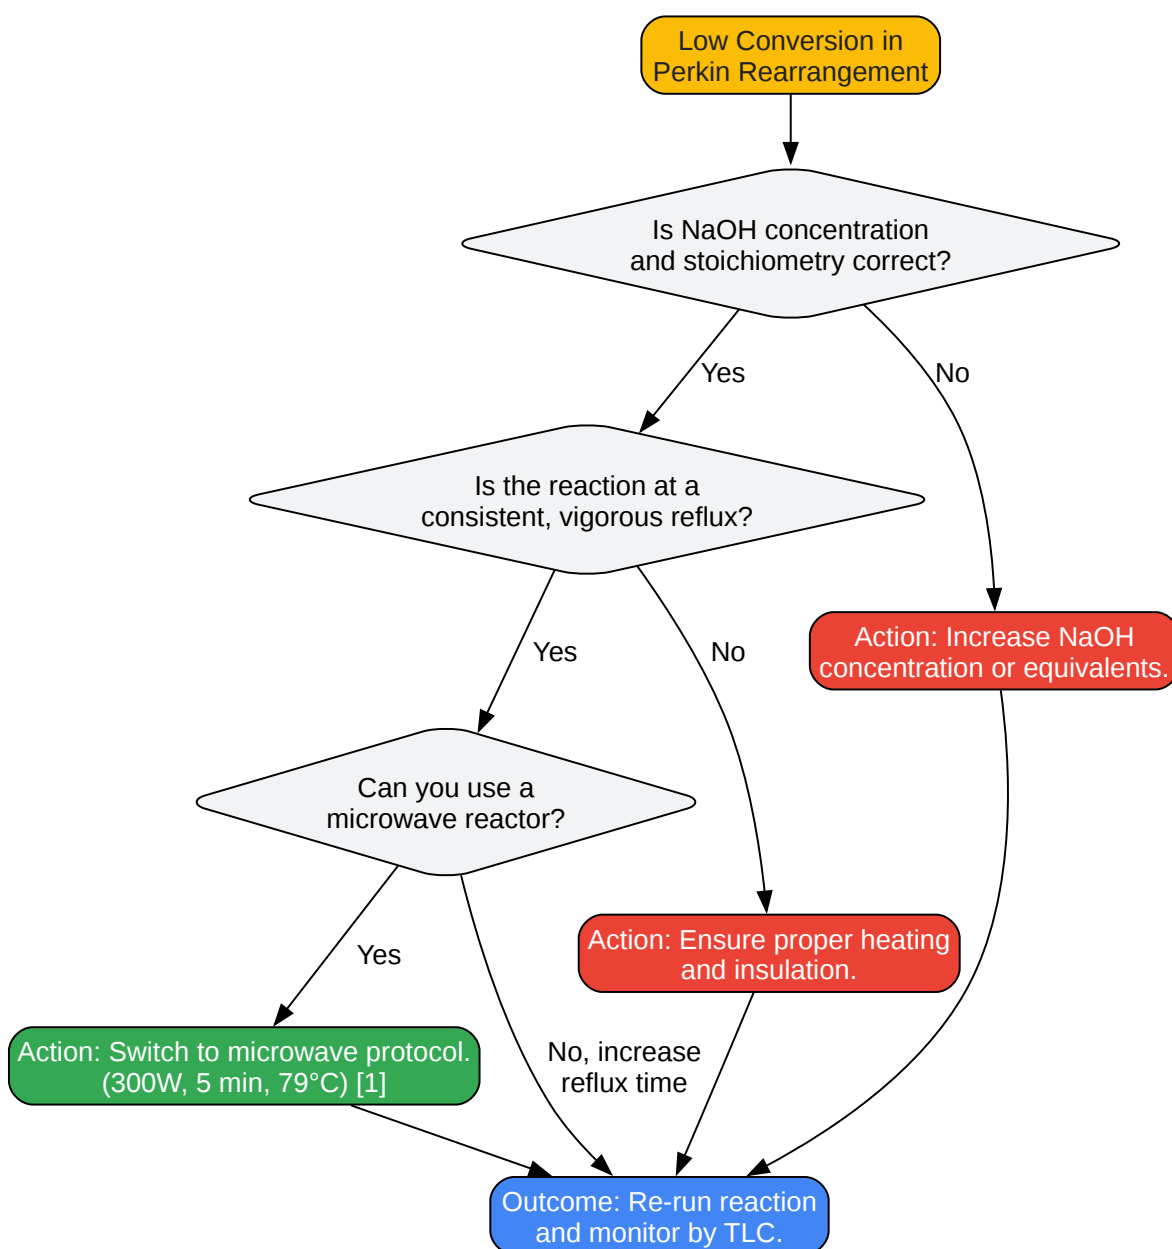 Low Conversion in
Perkin Rearrangement
Is NaOH concentration
and stoichiometry correct?
Yes
No
Is the reaction at a
consistent, vigorous reflux?
Yes
No
Action: Increase NaOH
concentration or equivalents.
Can you use a
microwave reactor?
Yes
Action: Ensure proper heating
and insulation.
Action: Switch to microwave protocol.
(300W, 5 min, 79°C) [1]
No, increase
reflux time
Outcome: Re-run reaction
and monitor by TLC.